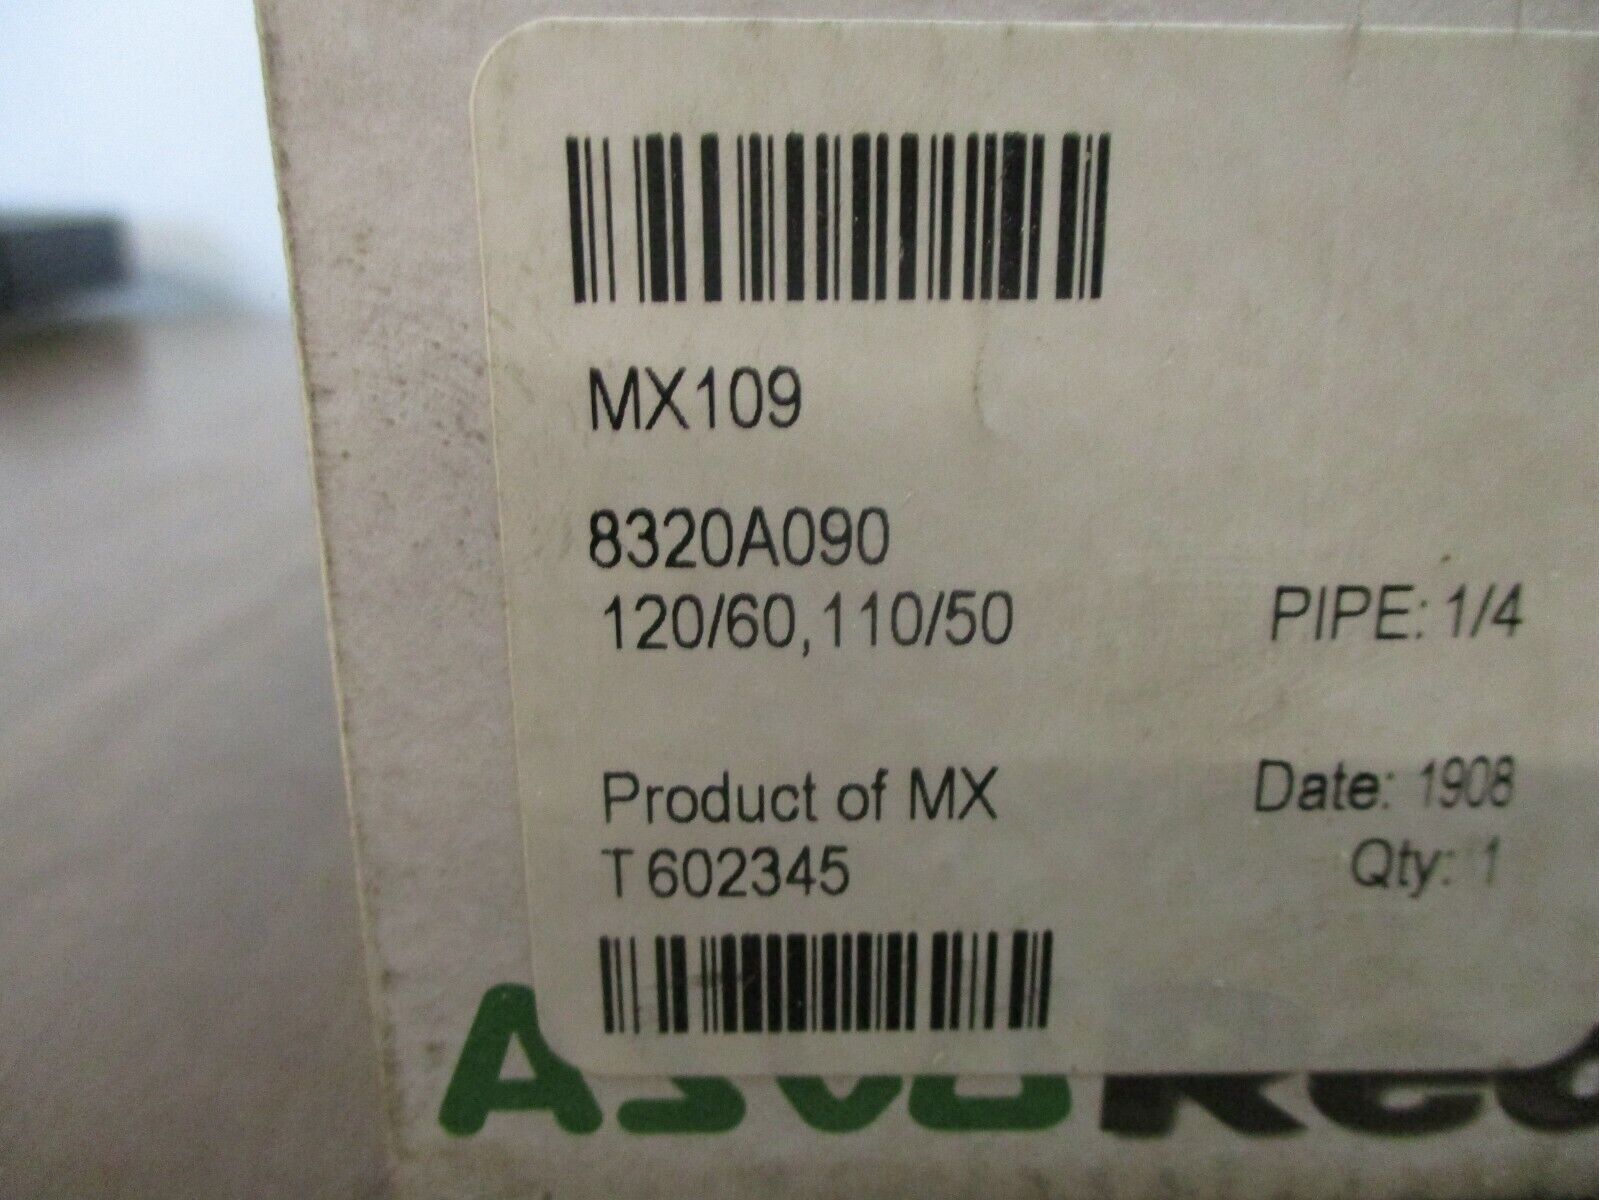 MX109
8320A090
120/60,110/50 PIPE: 1/4
Product of MX Date: 1908
T 602345 Qty: 1